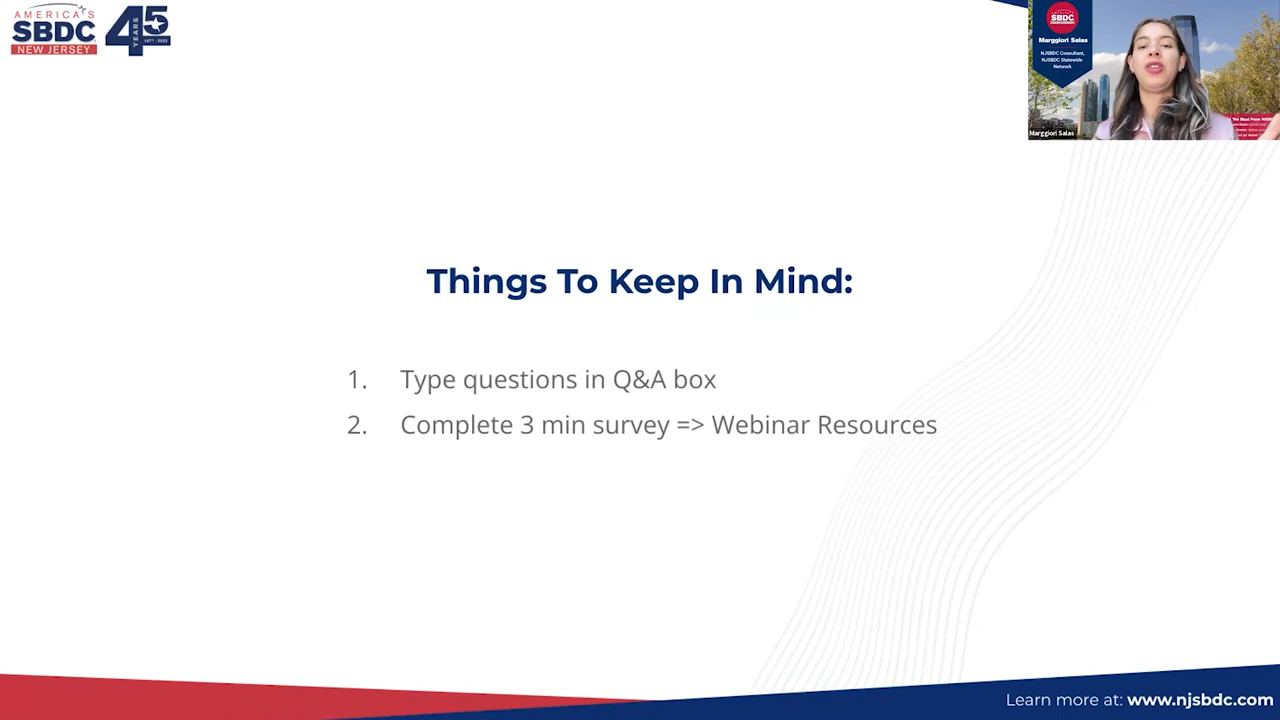 AMERICA'S
SBDC
NEW JERSEY
45
YEARS
SBDC
Marggiori Salas
NJSBDC Consultant,
NJSBDC Statewide
Network
Marggiori Salas
Things To Keep In Mind:
1. Type questions in Q&A box
2. Complete 3 min survey => Webinar Resources
Learn more at: www.njsbdc.com